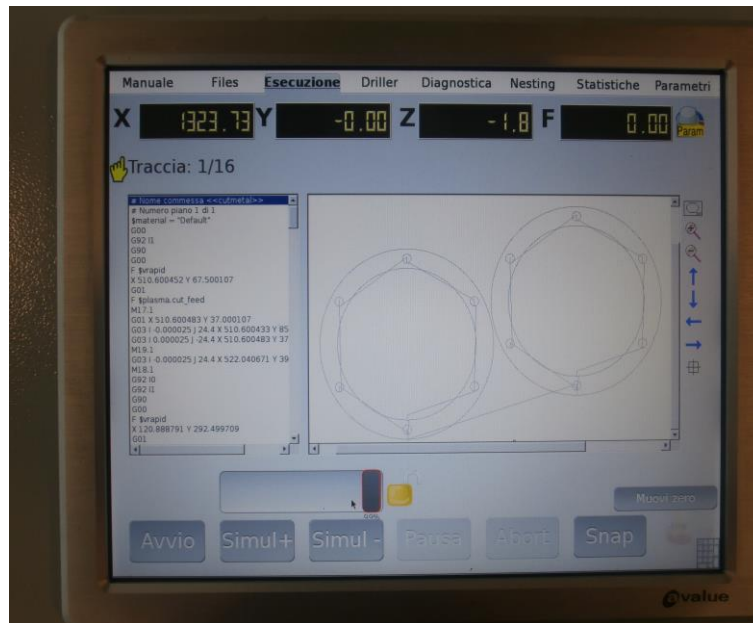 Manuale Files Esecuzione Driller Diagnostica Nesting Statistiche Parametri
X 1323.73 Y -0.00 Z -1.8 F 0.00 Param
Traccia: 1/16
# Nome commessa <<cutmetal>>
# Numero piano 1 di 1
$material = "Default"
G00
G92 I1
G90
G00
F $vrapid
X 510.600452 Y 67.500107
G01
F $plasma.cut_feed
M17.1
G01 X 510.600483 Y 37.000107
G03 I -0.000025 J 24.4 X 510.600433 Y 85
G03 I 0.000025 J -24.4 X 510.600483 Y 37
M19.1
G03 I -0.000025 J 24.4 X 522.040671 Y 39
M18.1
G92 I0
G92 I1
G90
G00
F $vrapid
X 120.888791 Y 292.499709
G01
Muovi zero
Avvio Simul+ Simul - Pausa Abort Snap
avalue